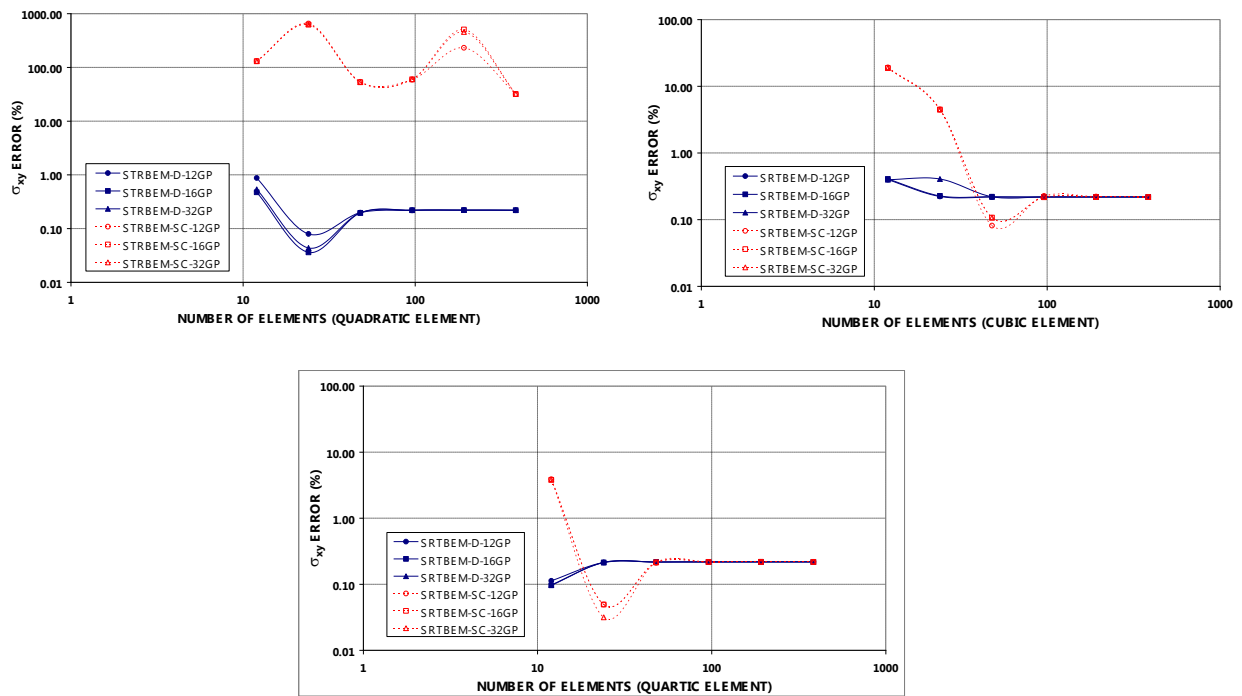 1000.00
100.00
10.00
1.00
0.10
0.01
σxy ERROR (%)
STRBEM-D-12GP
STRBEM-D-16GP
STRBEM-D-32GP
STRBEM-SC-12GP
STRBEM-SC-16GP
STRBEM-SC-32GP
1 10 100 1000
NUMBER OF ELEMENTS (QUADRATIC ELEMENT)
100.00
10.00
1.00
0.10
0.01
σxy ERROR (%)
SRTBEM-D-12GP
SRTBEM-D-16GP
SRTBEM-D-32GP
SRTBEM-SC-12GP
SRTBEM-SC-16GP
SRTBEM-SC-32GP
1 10 100 1000
NUMBER OF ELEMENTS (CUBIC ELEMENT)
100.00
10.00
1.00
0.10
0.01
σxy ERROR (%)
SRTBEM-D-12GP
SRTBEM-D-16GP
SRTBEM-D-32GP
SRTBEM-SC-12GP
SRTBEM-SC-16GP
SRTBEM-SC-32GP
1 10 100 1000
NUMBER OF ELEMENTS (QUARTIC ELEMENT)